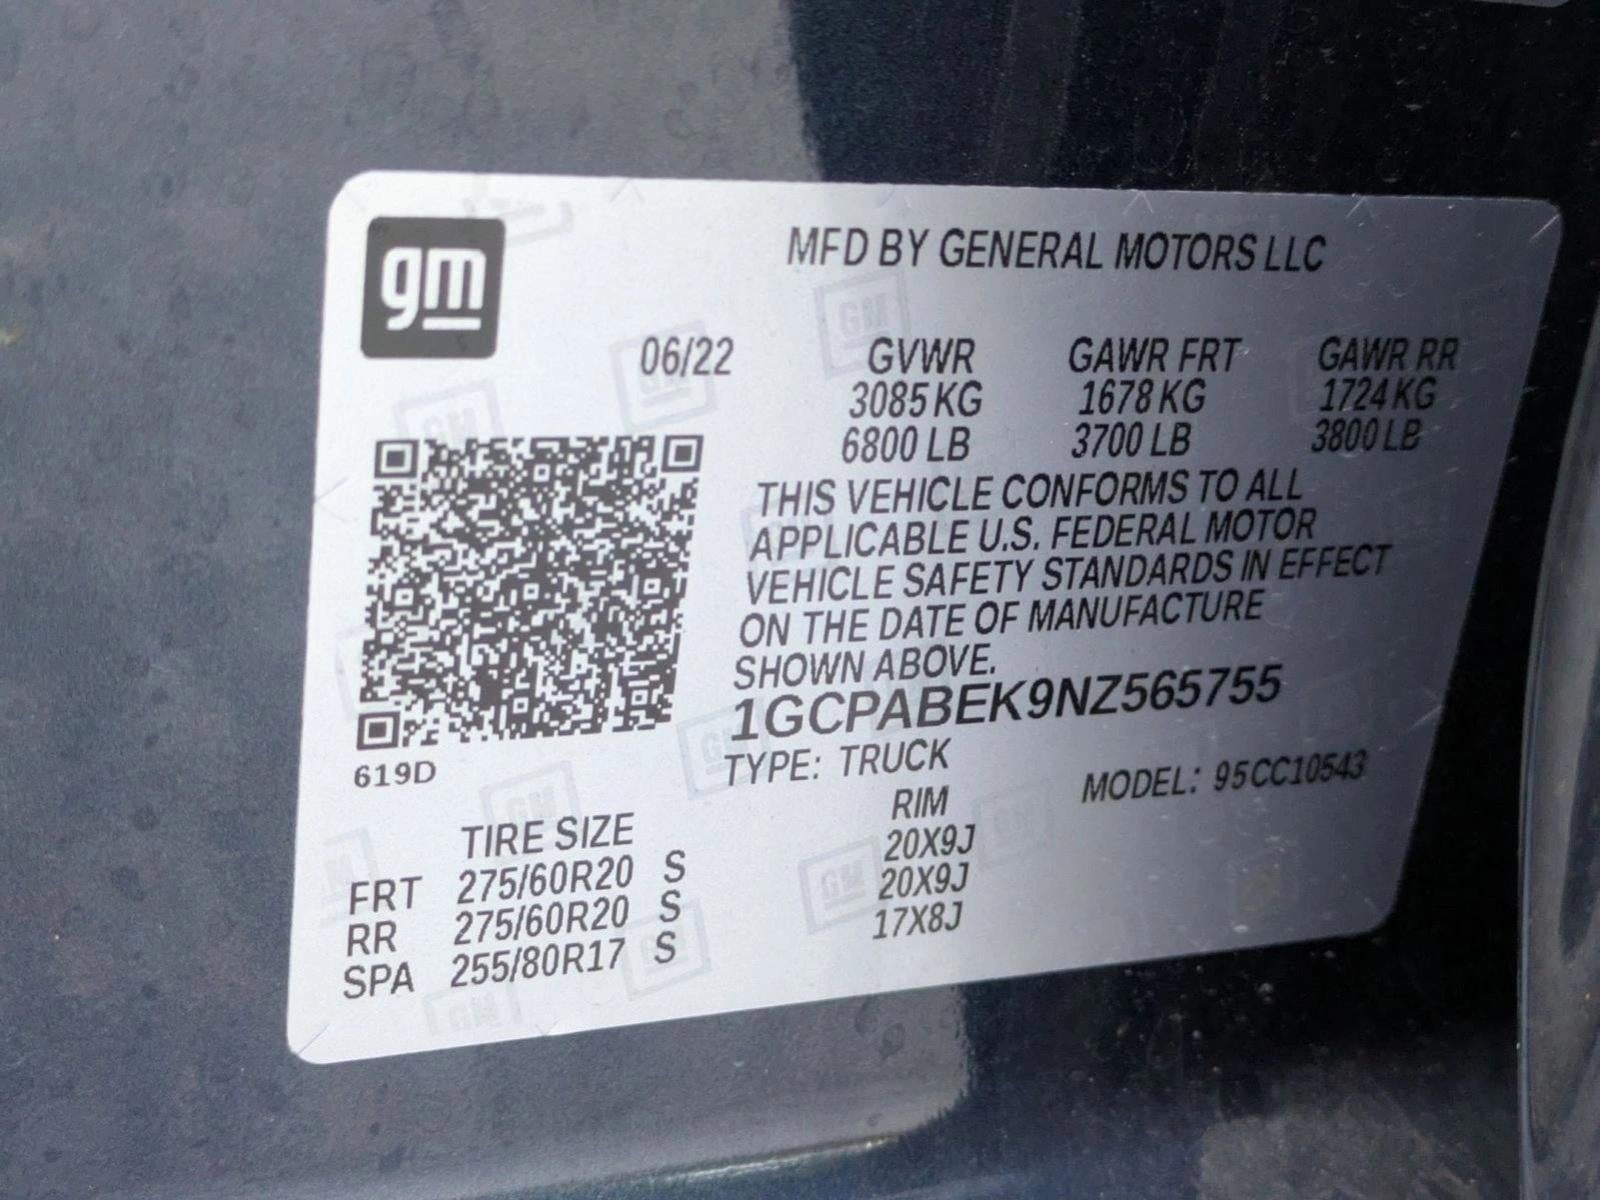 gm
MFD BY GENERAL MOTORS LLC
06/22 GVWR GAWR FRT GAWR RR
3085 KG 1678 KG 1724 KG
6800 LB 3700 LB 3800 LB
THIS VEHICLE CONFORMS TO ALL
APPLICABLE U.S. FEDERAL MOTOR
VEHICLE SAFETY STANDARDS IN EFFECT
ON THE DATE OF MANUFACTURE
SHOWN ABOVE.
1GCPABEK9NZ565755
619D
TYPE: TRUCK MODEL: 95CC10543
TIRE SIZE RIM
FRT 275/60R20 S 20X9J
RR 275/60R20 S 20X9J
SPA 255/80R17 S 17X8J